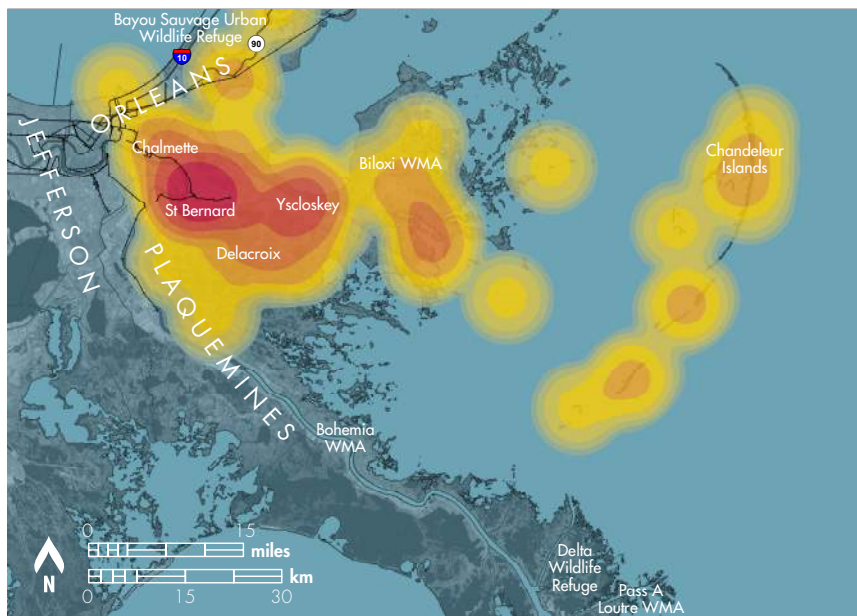 Bayou Sauvage Urban
Wildlife Refuge
90
10
ORLEANS
JEFFERSON
Chalmette
Biloxi WMA
Chandeleur
Islands
St Bernard
Yscloskey
Delacroix
PLAQUEMINES
Bohemia
WMA
0 15
miles
km
0 15 30
N
Delta
Wildlife
Refuge
Pass A
Loutre WMA